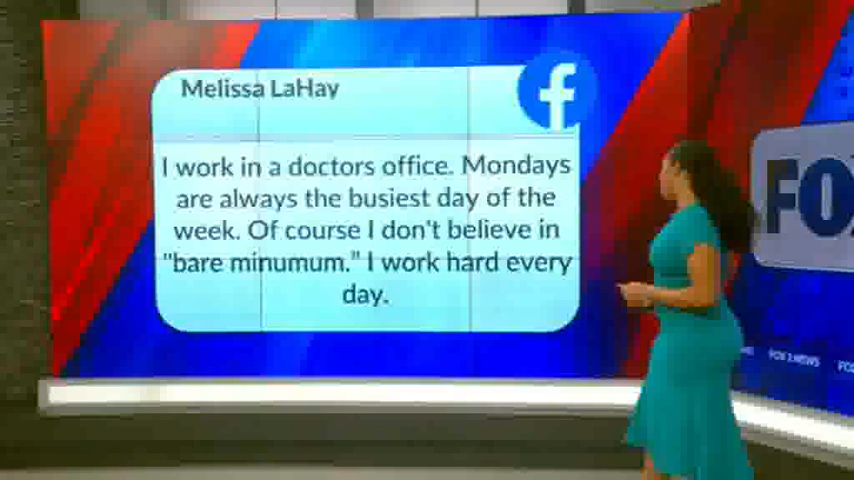 Melissa LaHay
I work in a doctors office. Mondays
are always the busiest day of the
week. Of course I don't believe in
"bare minumum." I work hard every
day.
FO